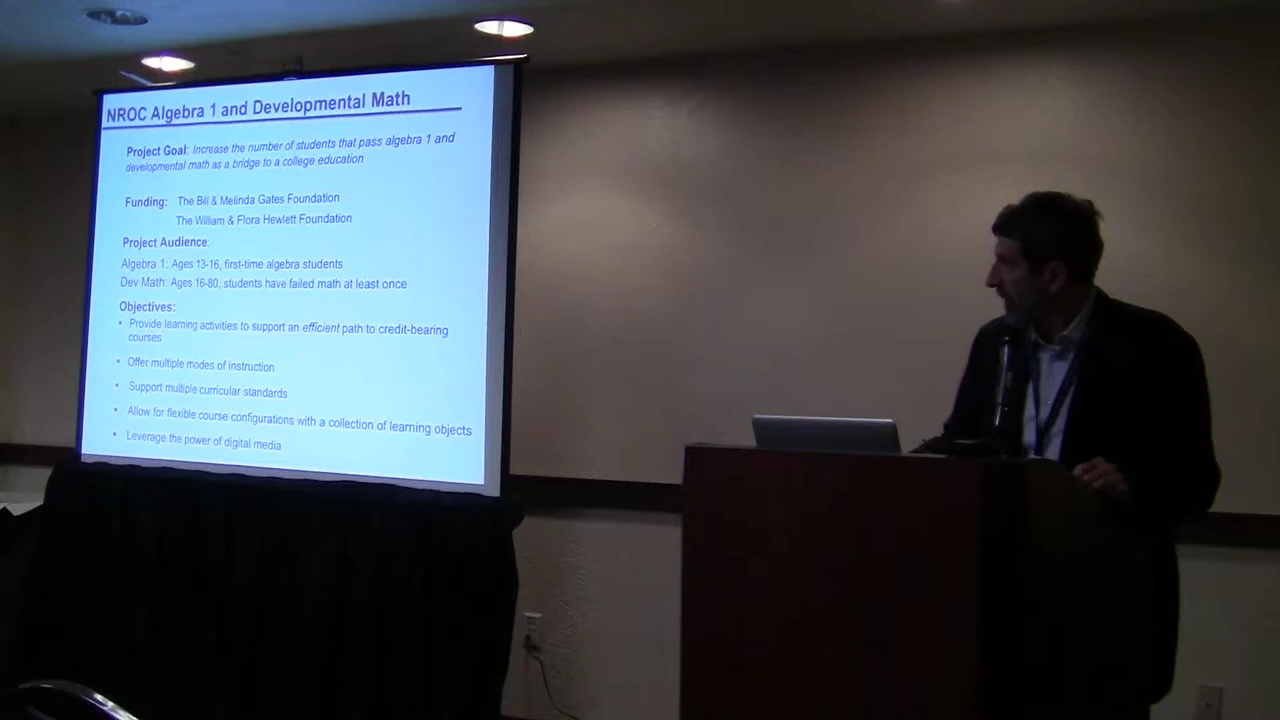 NROC Algebra 1 and Developmental Math
Project Goal: Increase the number of students that pass algebra 1 and
developmental math as a bridge to a college education
Funding: The Bill & Melinda Gates Foundation
The William & Flora Hewlett Foundation
Project Audience:
Algebra 1: Ages 13-16, first-time algebra students
Dev Math: Ages 16-80, students have failed math at least once
Objectives:
• Provide learning activities to support an efficient path to credit-bearing
courses
• Offer multiple modes of instruction
• Support multiple curricular standards
• Allow for flexible course configurations with a collection of learning objects
• Leverage the power of digital media